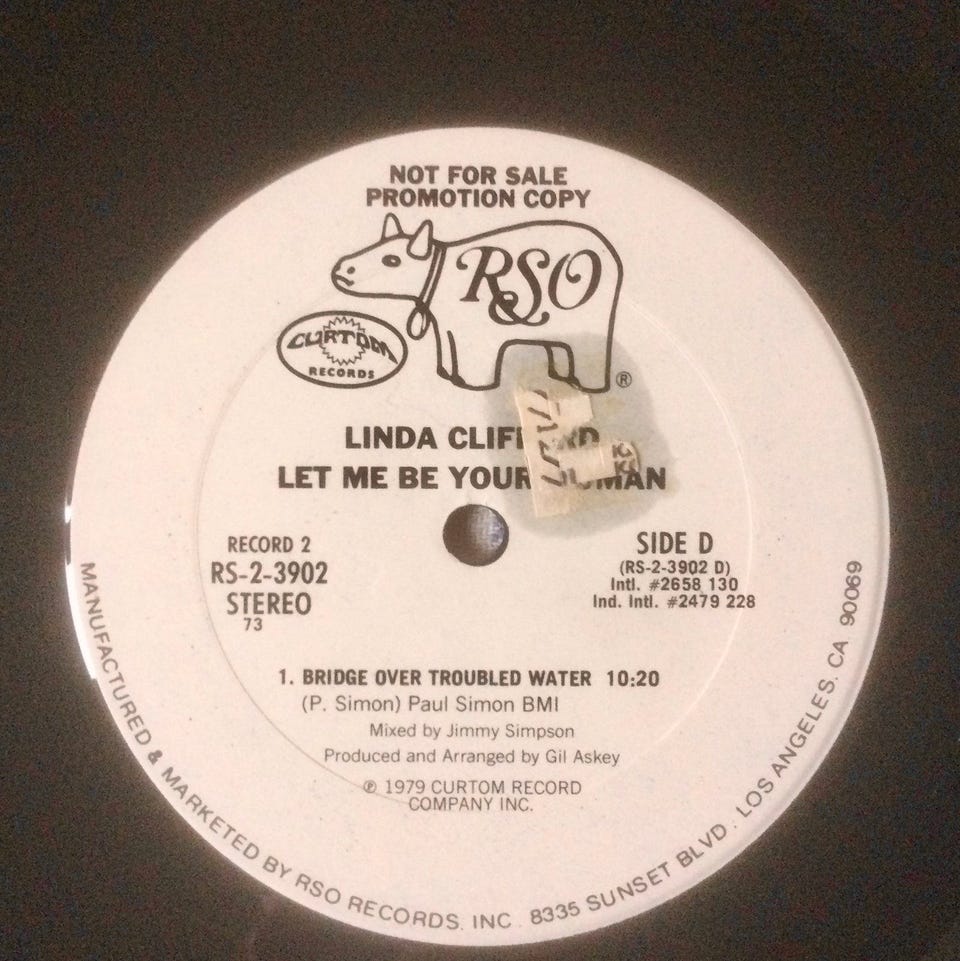 NOT FOR SALE
PROMOTION COPY
RSO
CURTOM
RECORDS
®
LINDA
LET ME BE YOUR
RECORD 2
RS-2-3902
STEREO
73
SIDE D
(RS-2-3902 D)
Intl. #2658 130
Ind. Intl. #2479 228
1. BRIDGE OVER TROUBLED WATER 10:20
(P. Simon) Paul Simon BMI
Mixed by Jimmy Simpson
Produced and Arranged by Gil Askey
℗ 1979 CURTOM RECORD
COMPANY INC.
MANUFACTURED & MARKETED BY RSO RECORDS, INC. 8335 SUNSET BLVD. LOS ANGELES, CA 90069